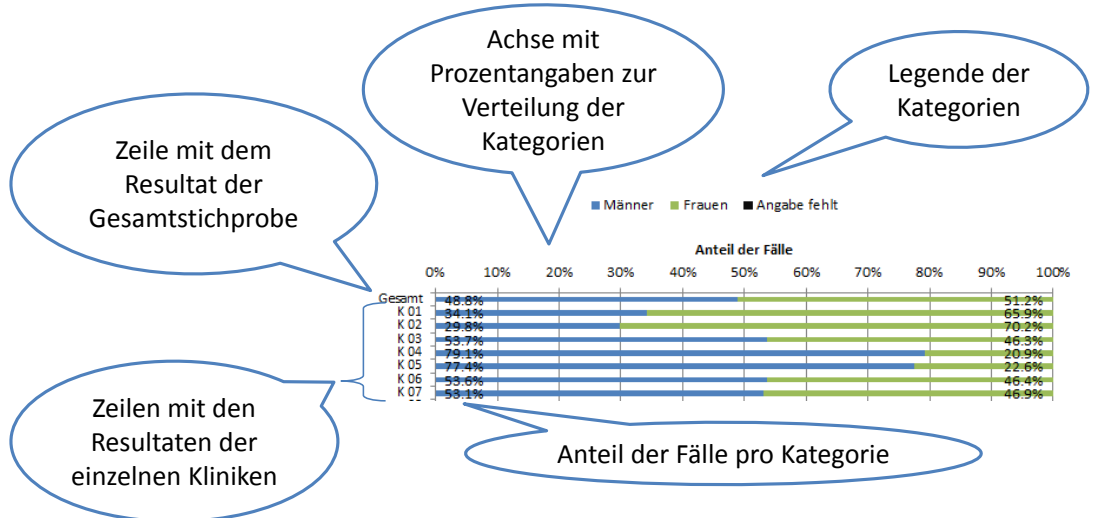 Achse mit
Prozentangaben zur
Verteilung der
Kategorien
Legende der
Kategorien
Zeile mit dem
Resultat der
Gesamtstichprobe
Männer Frauen Angabe fehlt
Anteil der Fälle
0% 10% 20% 30% 40% 50% 60% 70% 80% 90% 100%
Gesamt 48.8% 51.2%
K 01 34.1% 65.9%
K 02 29.8% 70.2%
K 03 53.7% 46.3%
K 04 79.1% 20.9%
K 05 77.4% 22.6%
K 06 53.6% 46.4%
K 07 53.1% 46.9%
Zeilen mit den
Resultaten der
einzelnen Kliniken
Anteil der Fälle pro Kategorie